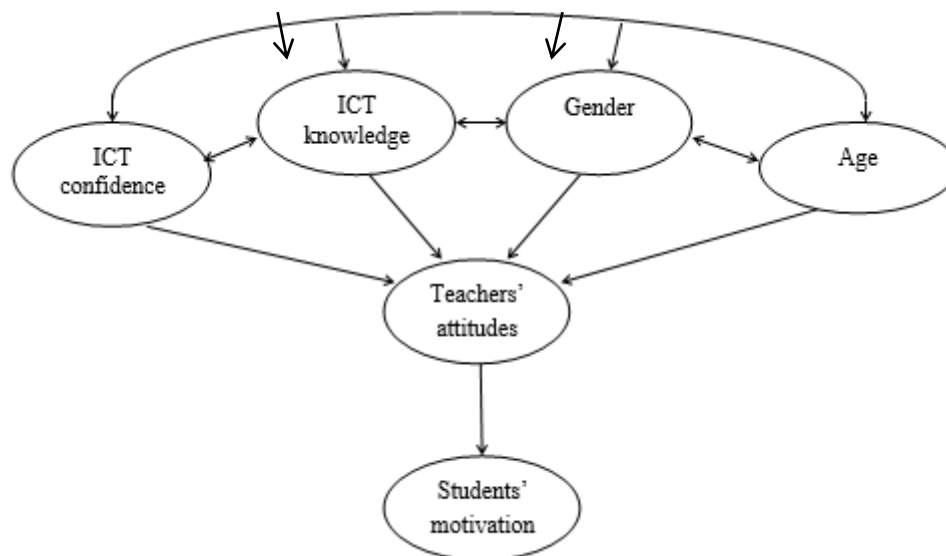 ICT
knowledge
Gender
ICT
confidence
Age
Teachers’
attitudes
Students’
motivation